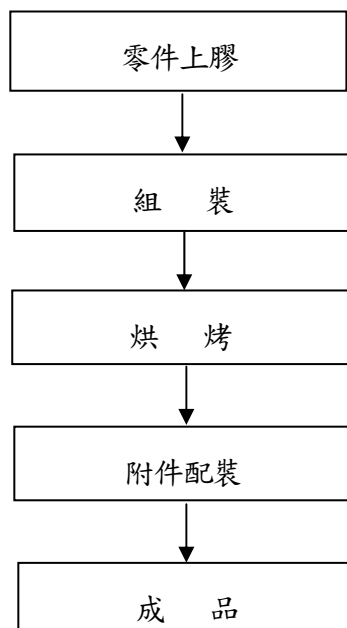 零件上膠
組 裝
烘 烤
附件配裝
成 品